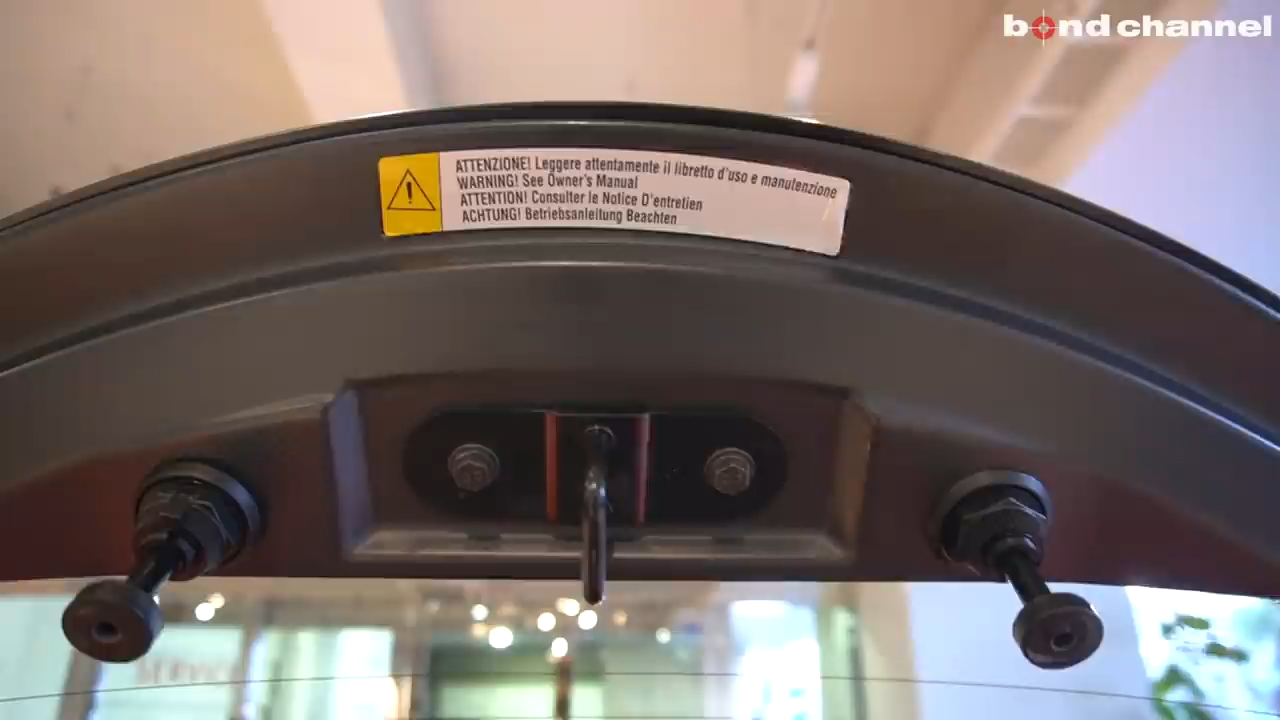 bond channel
ATTENZIONE! Leggere attentamente il libretto d'uso e manutenzione
WARNING! See Owner's Manual
ATTENTION! Consulter le Notice D'entretien
ACHTUNG! Betriebsanleitung Beachten